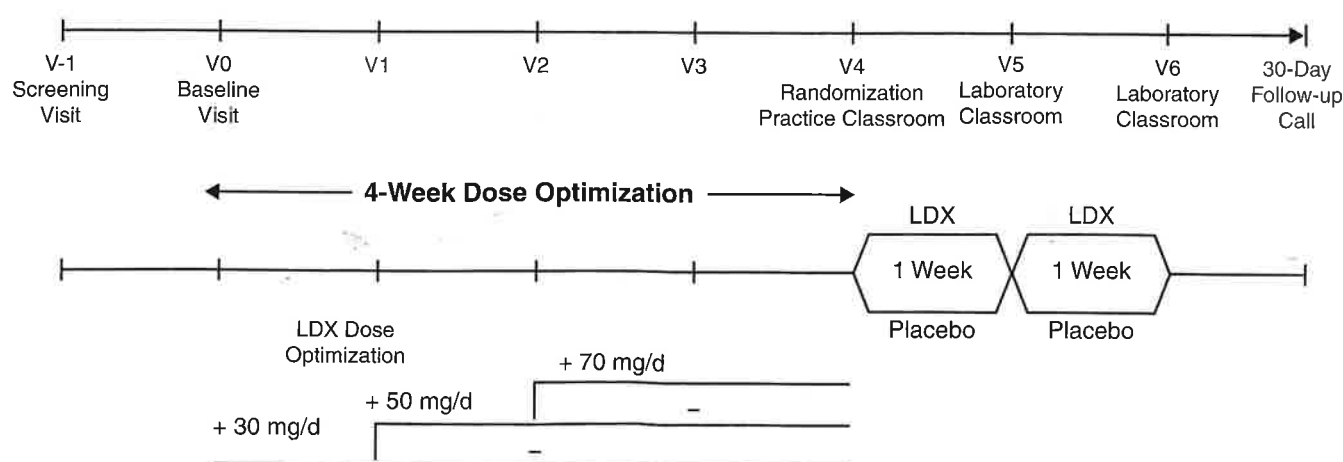 V-1
Screening
Visit
V0
Baseline
Visit
V1
V2
V3
V4
Randomization
Practice Classroom
V5
Laboratory
Classroom
V6
Laboratory
Classroom
30-Day
Follow-up
Call
4-Week Dose Optimization
LDX
LDX
1 Week
1 Week
Placebo
Placebo
LDX Dose
Optimization
+ 70 mg/d
–
+ 50 mg/d
–
+ 30 mg/d